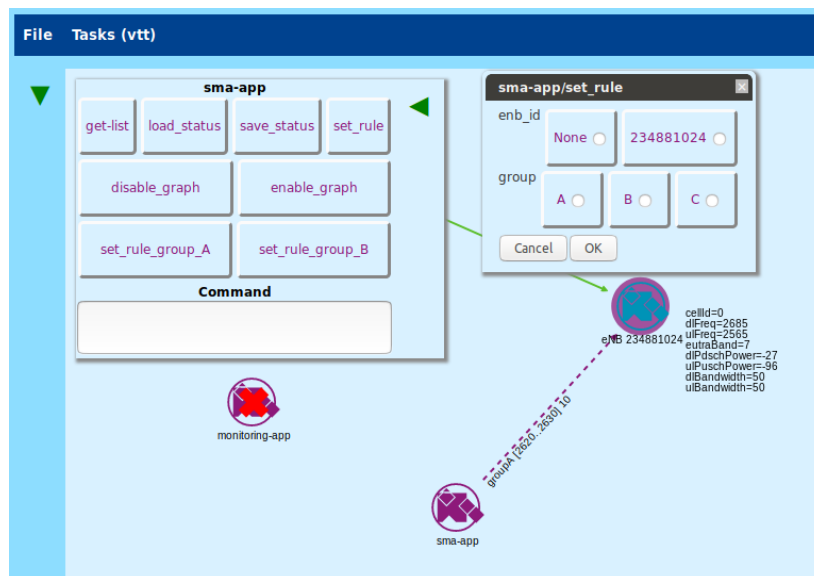 File Tasks (vtt)
sma-app
get-list load_status save_status set_rule
disable_graph enable_graph
set_rule_group_A set_rule_group_B
Command
sma-app/set_rule
enb_id
None 234881024
group
A B C
Cancel OK
eNB 234881024
cellId=0
dlFreq=2685
ulFreq=2565
eutraBand=7
dlPdschPower=-27
ulPuschPower=-96
dlBandwidth=50
ulBandwidth=50
monitoring-app
groupA [2620..2630] 10
sma-app